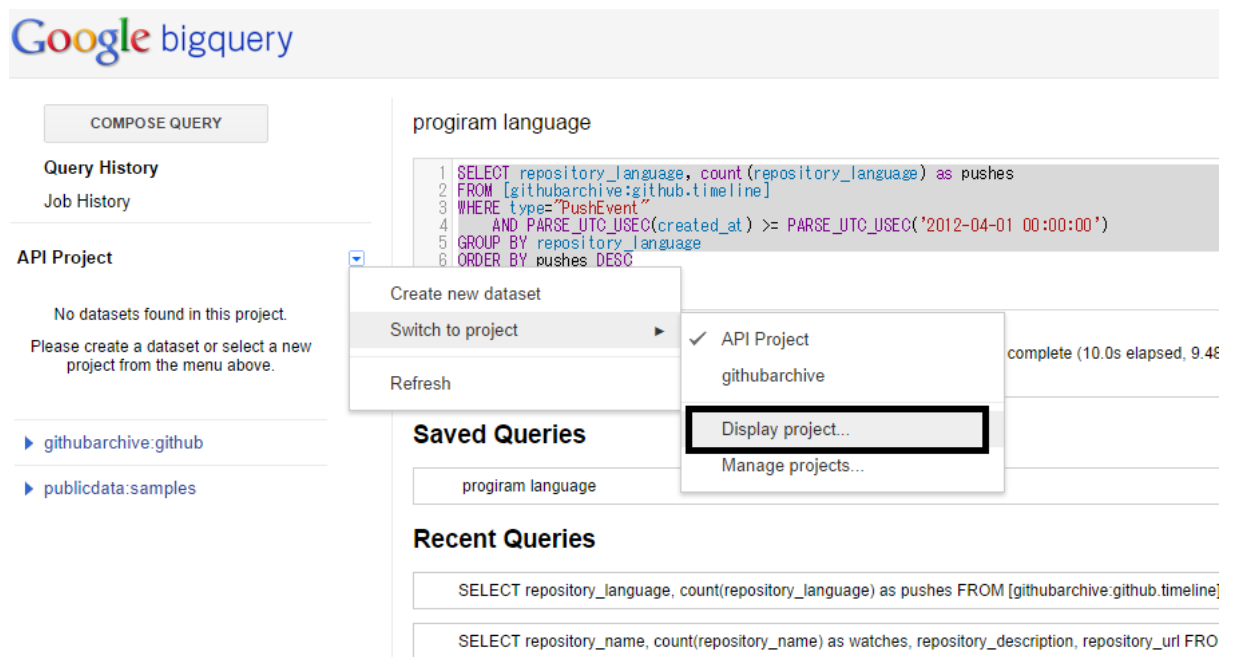 Google bigquery
COMPOSE QUERY
Query History
Job History
API Project
No datasets found in this project.
Please create a dataset or select a new
project from the menu above.
githubarchive:github
publicdata:samples
progiram language
1 SELECT repository_language, count(repository_language) as pushes
2 FROM [githubarchive:github.timeline]
3 WHERE type="PushEvent"
4 AND PARSE_UTC_USEC(created_at) >= PARSE_UTC_USEC('2012-04-01 00:00:00')
5 GROUP BY repository_language
6 ORDER BY pushes DESC
Create new dataset
Switch to project
Refresh
API Project
githubarchive
Display project...
Manage projects...
complete (10.0s elapsed, 9.48
Saved Queries
progiram language
Recent Queries
SELECT repository_language, count(repository_language) as pushes FROM [githubarchive:github.timeline]
SELECT repository_name, count(repository_name) as watches, repository_description, repository_url FRO